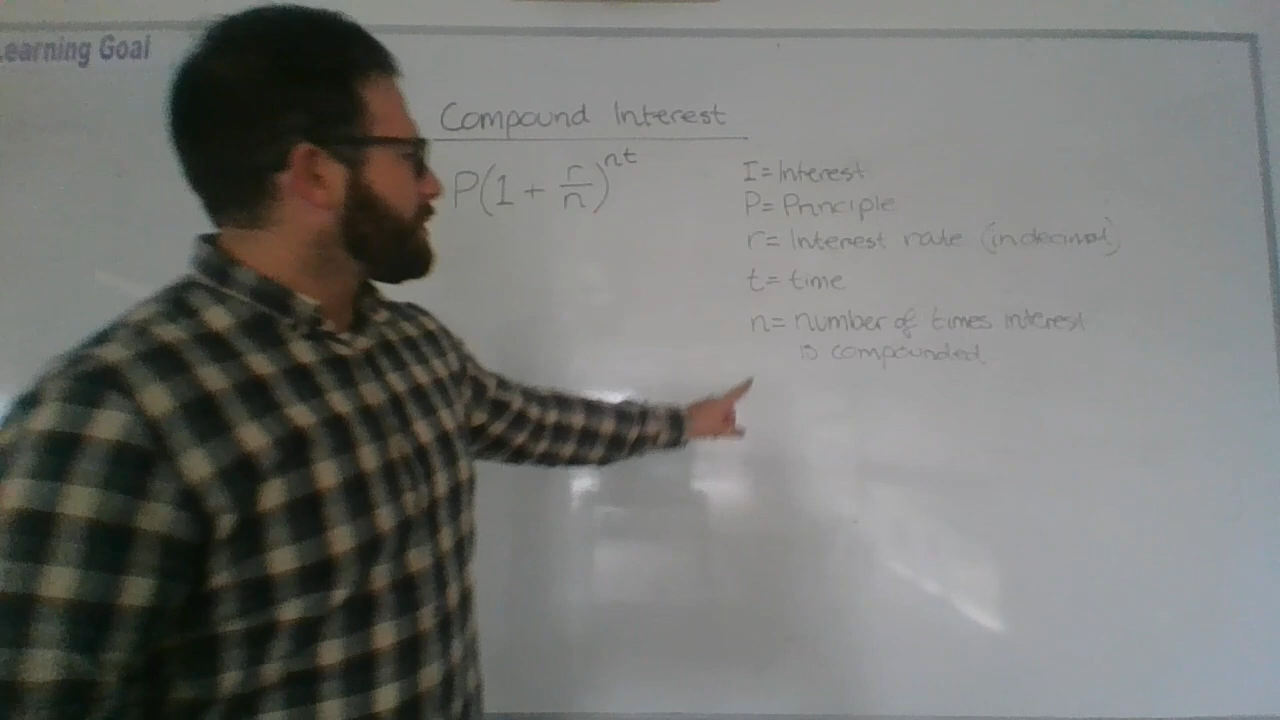 Learning Goal
Compound Interest
P(1 + r/n)^nt
I = Interest
P = Principle
r = Interest rate (in decimal)
t = time
n = number of times interest
is compounded